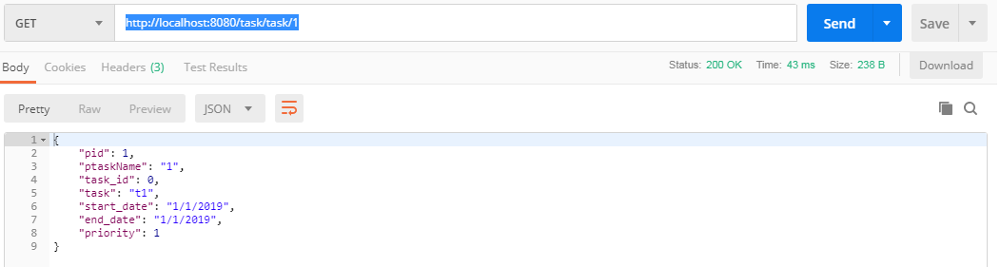 GET http://localhost:8080/task/task/1 Send Save
Body Cookies Headers (3) Test Results Status: 200 OK Time: 43 ms Size: 238 B Download
Pretty Raw Preview JSON
1 {
2 "pid": 1,
3 "ptaskName": "1",
4 "task_id": 0,
5 "task": "t1",
6 "start_date": "1/1/2019",
7 "end_date": "1/1/2019",
8 "priority": 1
9 }